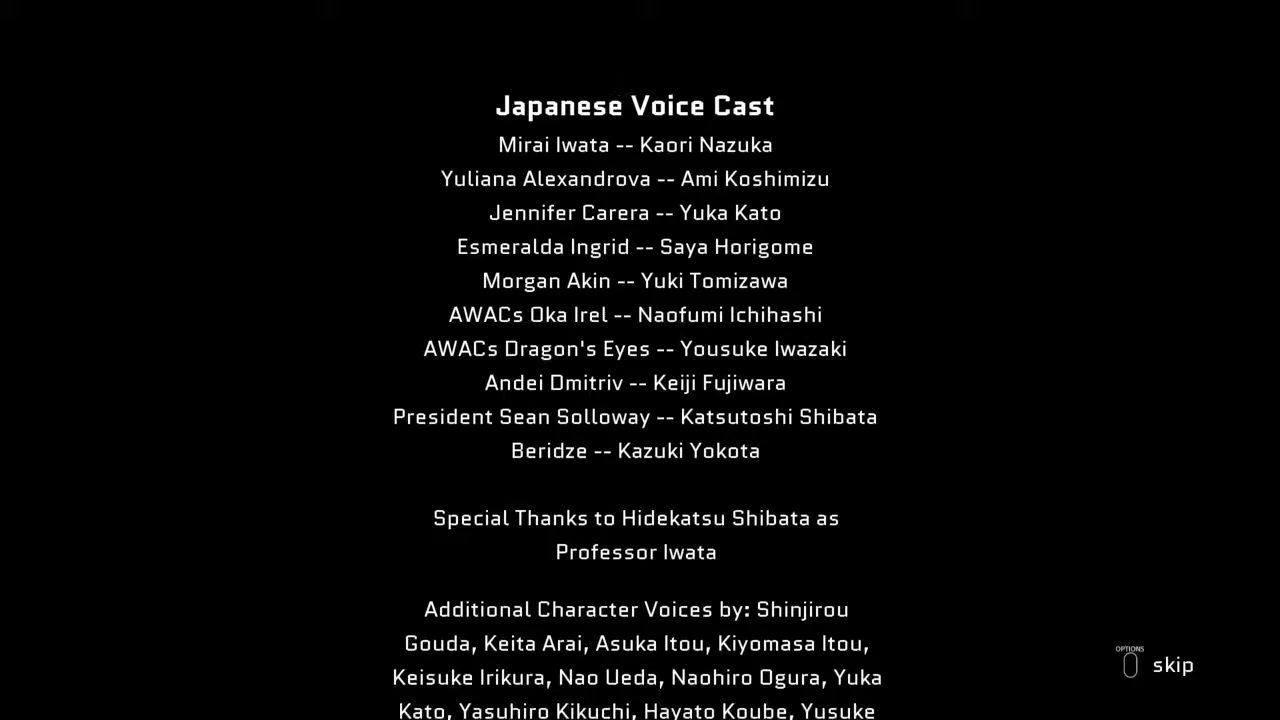 Japanese Voice Cast
Mirai Iwata -- Kaori Nazuka
Yuliana Alexandrova -- Ami Koshimizu
Jennifer Carera -- Yuka Kato
Esmeralda Ingrid -- Saya Horigome
Morgan Akin -- Yuki Tomizawa
AWACs Oka Irel -- Naofumi Ichihashi
AWACs Dragon's Eyes -- Yousuke Iwazaki
Andei Dmitriv -- Keiji Fujiwara
President Sean Solloway -- Katsutoshi Shibata
Beridze -- Kazuki Yokota
Special Thanks to Hidekatsu Shibata as
Professor Iwata
Additional Character Voices by: Shinjirou
Gouda, Keita Arai, Asuka Itou, Kiyomasa Itou,
Keisuke Irikura, Nao Ueda, Naohiro Ogura, Yuka
Kato, Yasuhiro Kikuchi, Hayato Koube, Yusuke
OPTIONS
skip